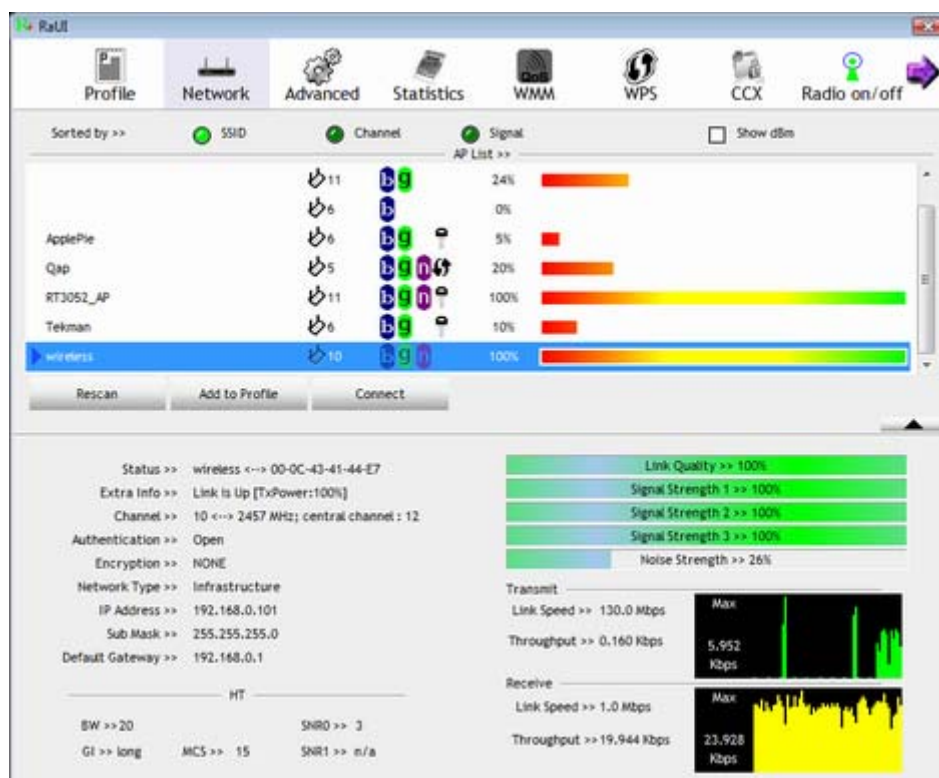 RaUI
Profile Network Advanced Statistics WMM QoS WPS CCX Radio on/off
Sorted by >> SSID Channel Signal Show dBm
AP List >>
11 b g 24%
6 b 0%
ApplePie 6 b g 5%
Qap 5 b g n 20%
RT3052_AP 11 b g n 100%
Tekman 6 b g 10%
wireless 10 b g n 100%
Rescan Add to Profile Connect
Status >> wireless <--> 00-0C-43-41-44-E7
Extra Info >> Link is Up [TxPower:100%]
Channel >> 10 <--> 2457 MHz; central channel : 12
Authentication >> Open
Encryption >> NONE
Network Type >> Infrastructure
IP Address >> 192.168.0.101
Sub Mask >> 255.255.255.0
Default Gateway >> 192.168.0.1
HT
BW >> 20 SNR0 >> 3
GI >> long MCS >> 15 SNR1 >> n/a
Link Quality >> 100%
Signal Strength 1 >> 100%
Signal Strength 2 >> 100%
Signal Strength 3 >> 100%
Noise Strength >> 26%
Transmit
Link Speed >> 130.0 Mbps
Throughput >> 0.160 Kbps
Max
5.952
Kbps
Receive
Link Speed >> 1.0 Mbps
Throughput >> 19.944 Kbps
Max
23.928
Kbps